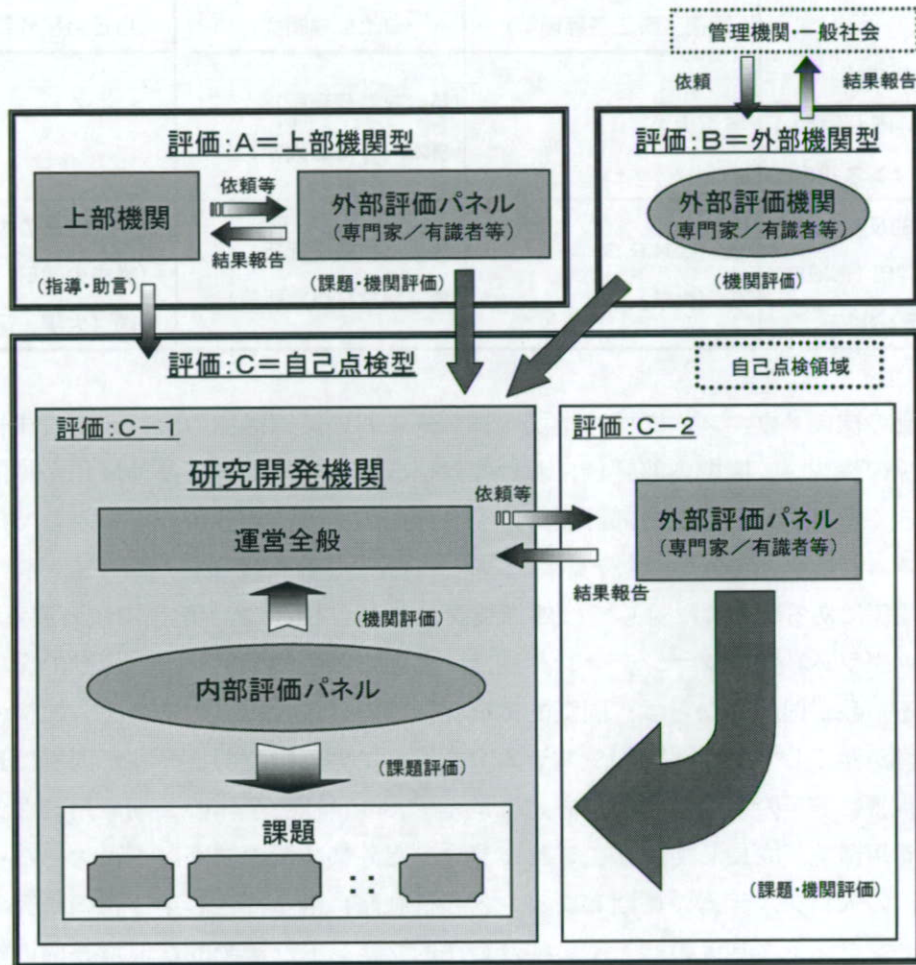 管理機関・一般社会
依頼
結果報告
評価:A=上部機関型
上部機関
依頼等
結果報告
外部評価パネル
(専門家/有識者等)
(指導・助言)
(課題・機関評価)
評価:B=外部機関型
外部評価機関
(専門家/有識者等)
(機関評価)
評価:C=自己点検型
自己点検領域
評価:C-1
研究開発機関
運営全般
(機関評価)
内部評価パネル
(課題評価)
課題
評価:C-2
依頼等
結果報告
外部評価パネル
(専門家/有識者等)
(課題・機関評価)